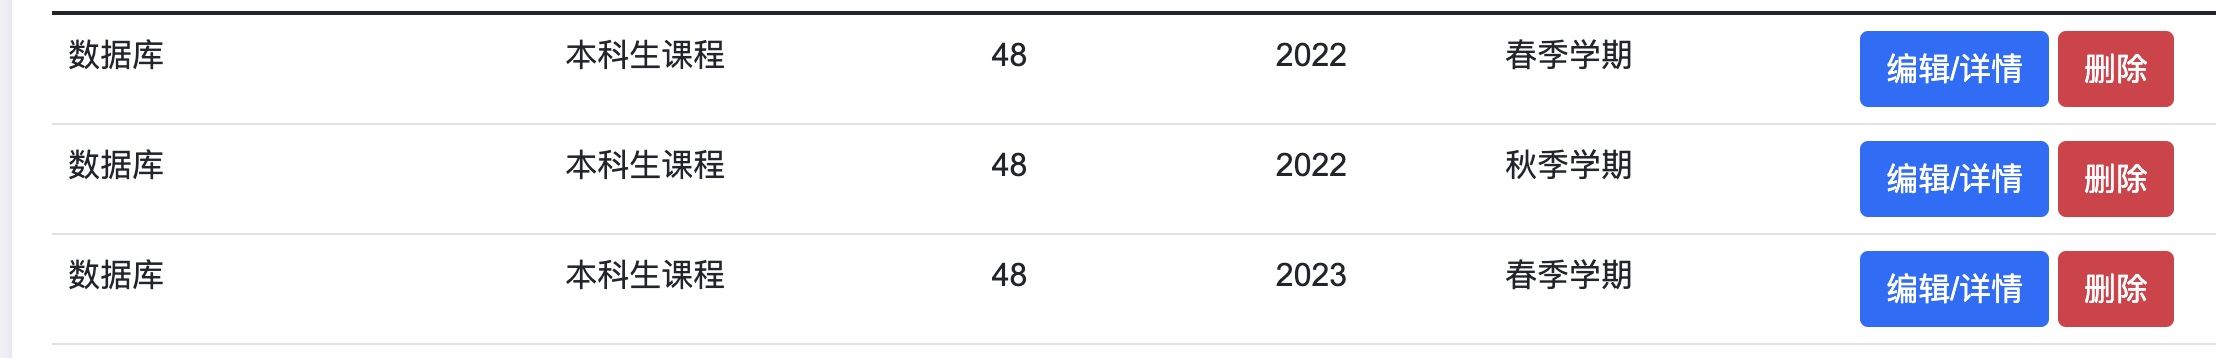 数据库 本科生课程 48 2022 春季学期 编辑/详情 删除
数据库 本科生课程 48 2022 秋季学期 编辑/详情 删除
数据库 本科生课程 48 2023 春季学期 编辑/详情 删除